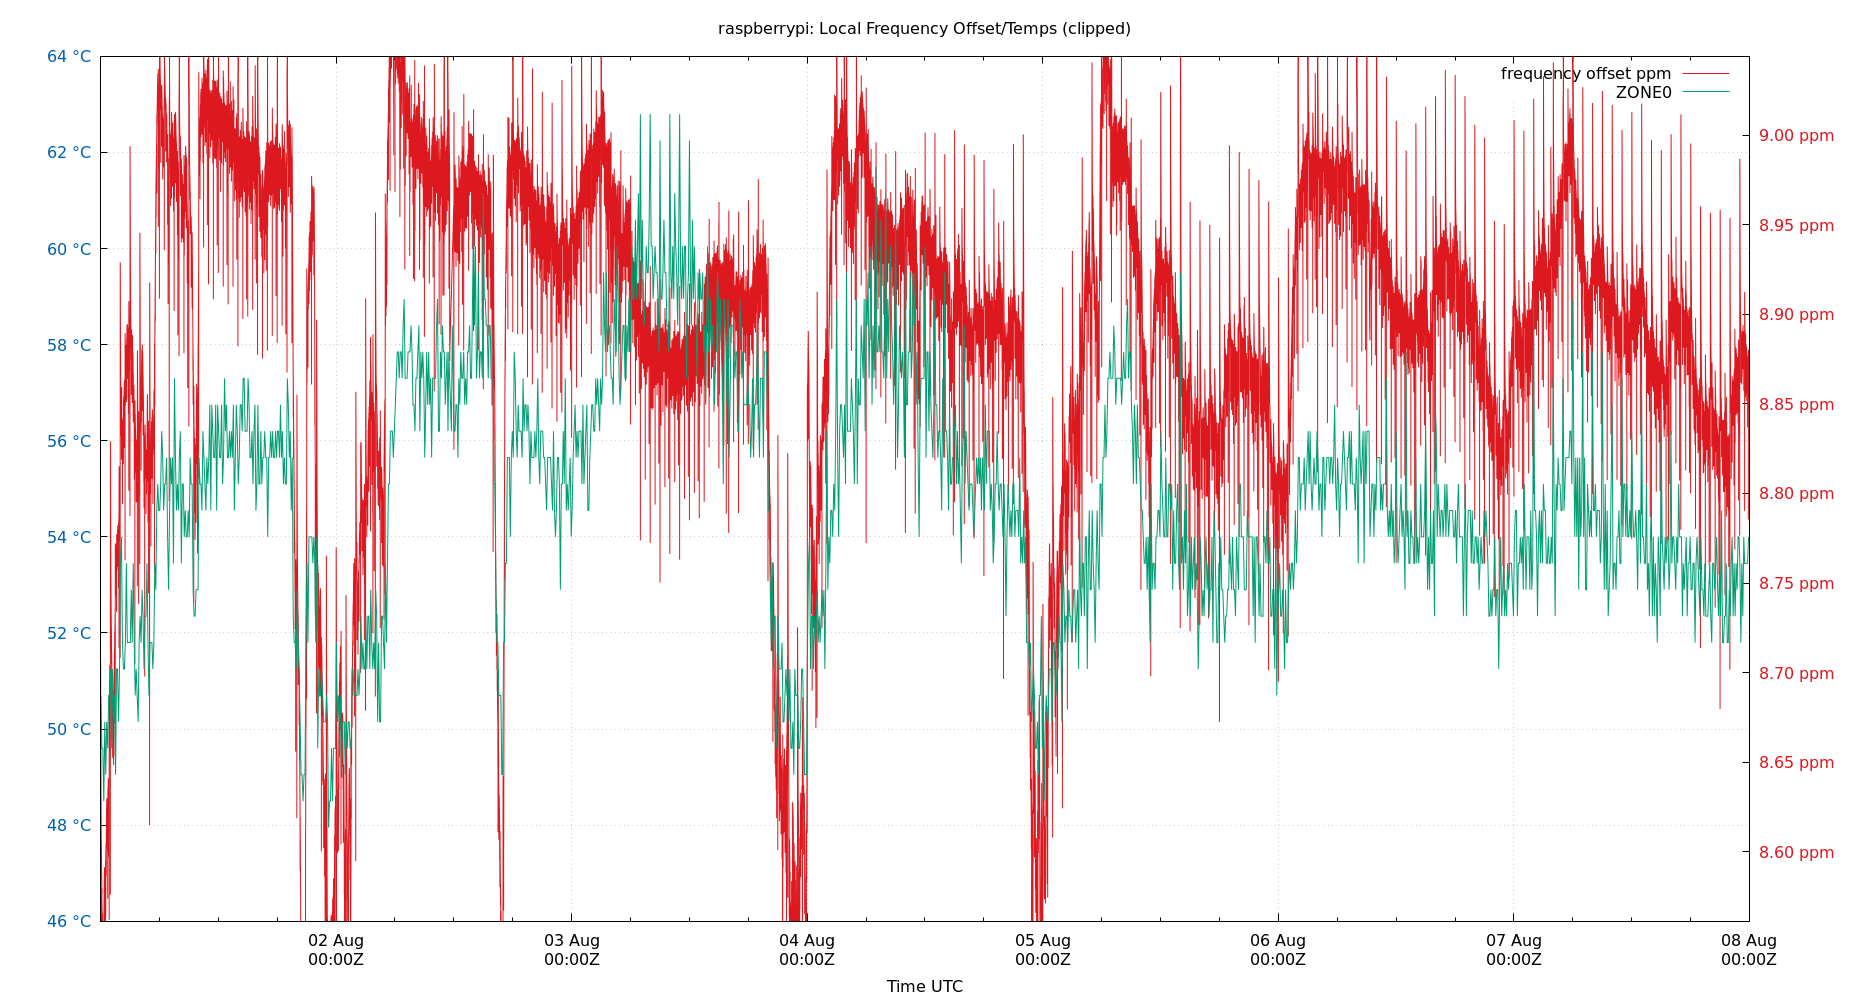 raspberrypi: Local Frequency Offset/Temps (clipped)
64 °C
62 °C
60 °C
58 °C
56 °C
54 °C
52 °C
50 °C
48 °C
46 °C
frequency offset ppm
ZONE0
9.00 ppm
8.95 ppm
8.90 ppm
8.85 ppm
8.80 ppm
8.75 ppm
8.70 ppm
8.65 ppm
8.60 ppm
02 Aug 03 Aug 04 Aug 05 Aug 06 Aug 07 Aug 08 Aug
00:00Z 00:00Z 00:00Z 00:00Z 00:00Z 00:00Z 00:00Z
Time UTC